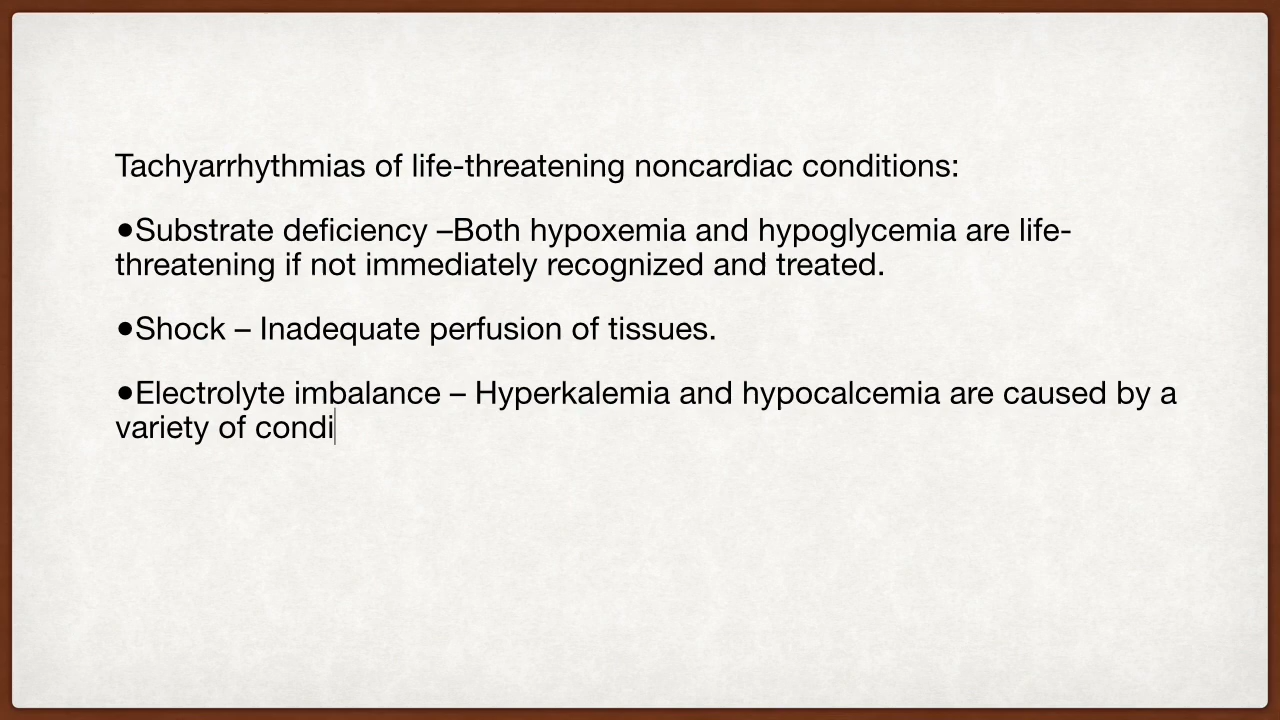 Tachyarrhythmias of life-threatening noncardiac conditions:
●Substrate deficiency –Both hypoxemia and hypoglycemia are life-
threatening if not immediately recognized and treated.
●Shock – Inadequate perfusion of tissues.
●Electrolyte imbalance – Hyperkalemia and hypocalcemia are caused by a
variety of condi